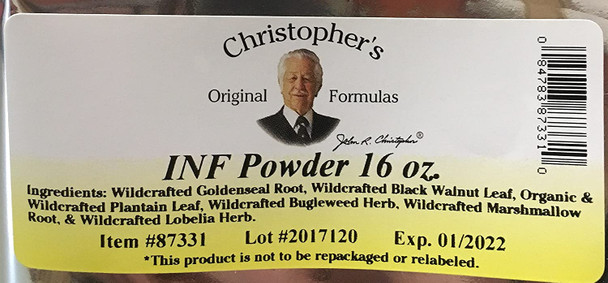 Christopher's
Original Formulas
John R. Christopher®
INF Powder 16 oz.
Ingredients: Wildcrafted Goldenseal Root, Wildcrafted Black Walnut Leaf, Organic &
Wildcrafted Plantain Leaf, Wildcrafted Bugleweed Herb, Wildcrafted Marshmallow
Root, & Wildcrafted Lobelia Herb.
Item #87331 Lot #2017120 Exp. 01/2022
*This product is not to be repackaged or relabeled.
0 84783 87331 0